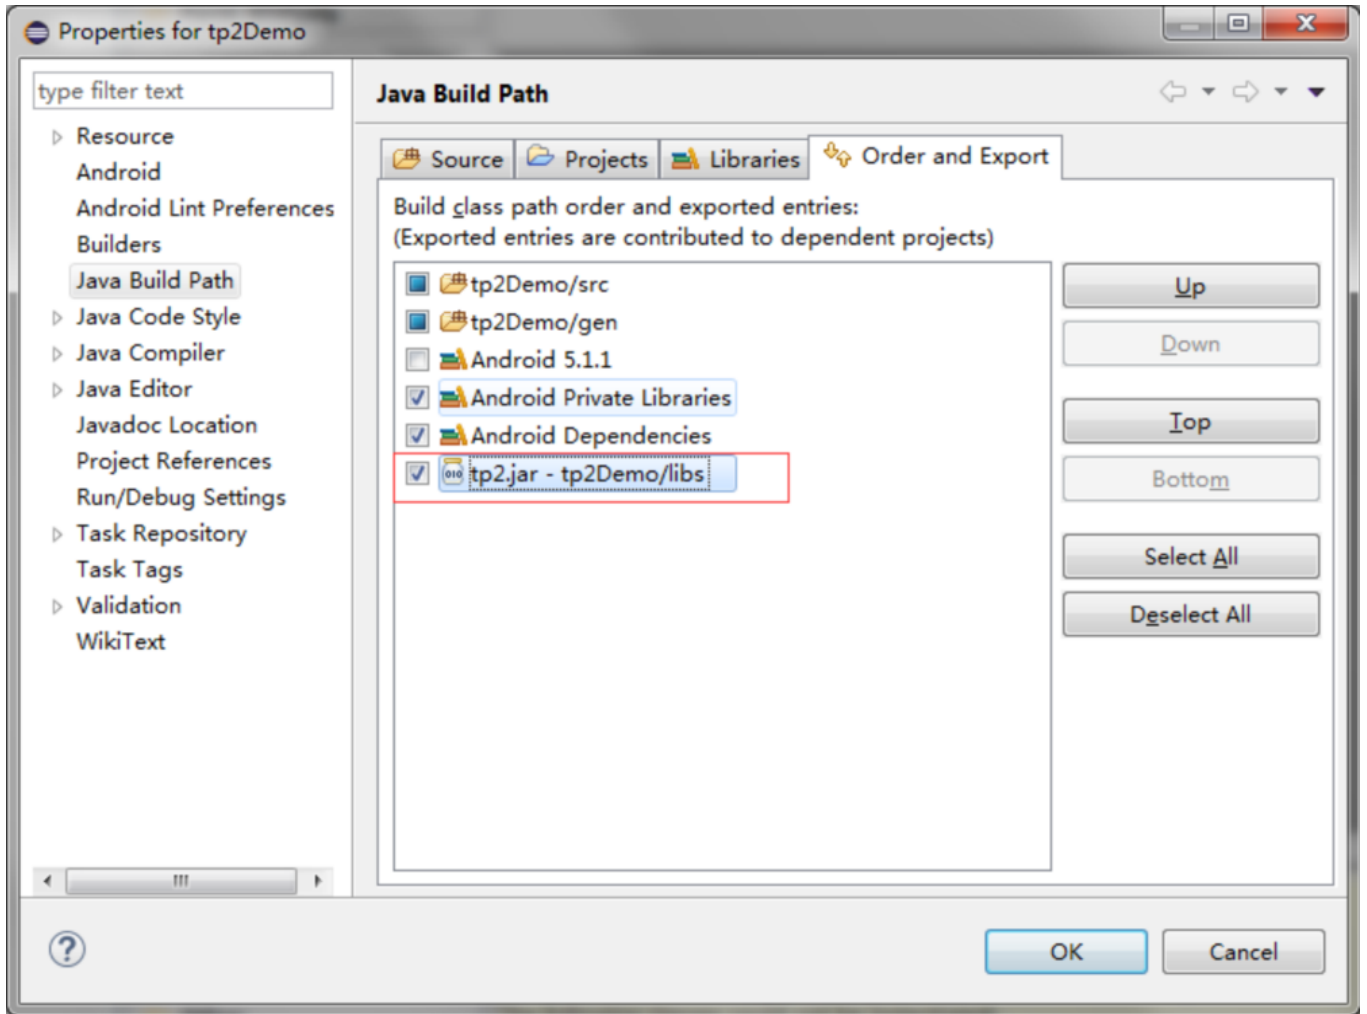 Properties for tp2Demo
type filter text
Resource
Android
Android Lint Preferences
Builders
Java Build Path
Java Code Style
Java Compiler
Java Editor
Javadoc Location
Project References
Run/Debug Settings
Task Repository
Task Tags
Validation
WikiText
Java Build Path
Source Projects Libraries Order and Export
Build class path order and exported entries:
(Exported entries are contributed to dependent projects)
tp2Demo/src
tp2Demo/gen
Android 5.1.1
Android Private Libraries
Android Dependencies
tp2.jar - tp2Demo/libs
Up
Down
Top
Bottom
Select All
Deselect All
OK Cancel